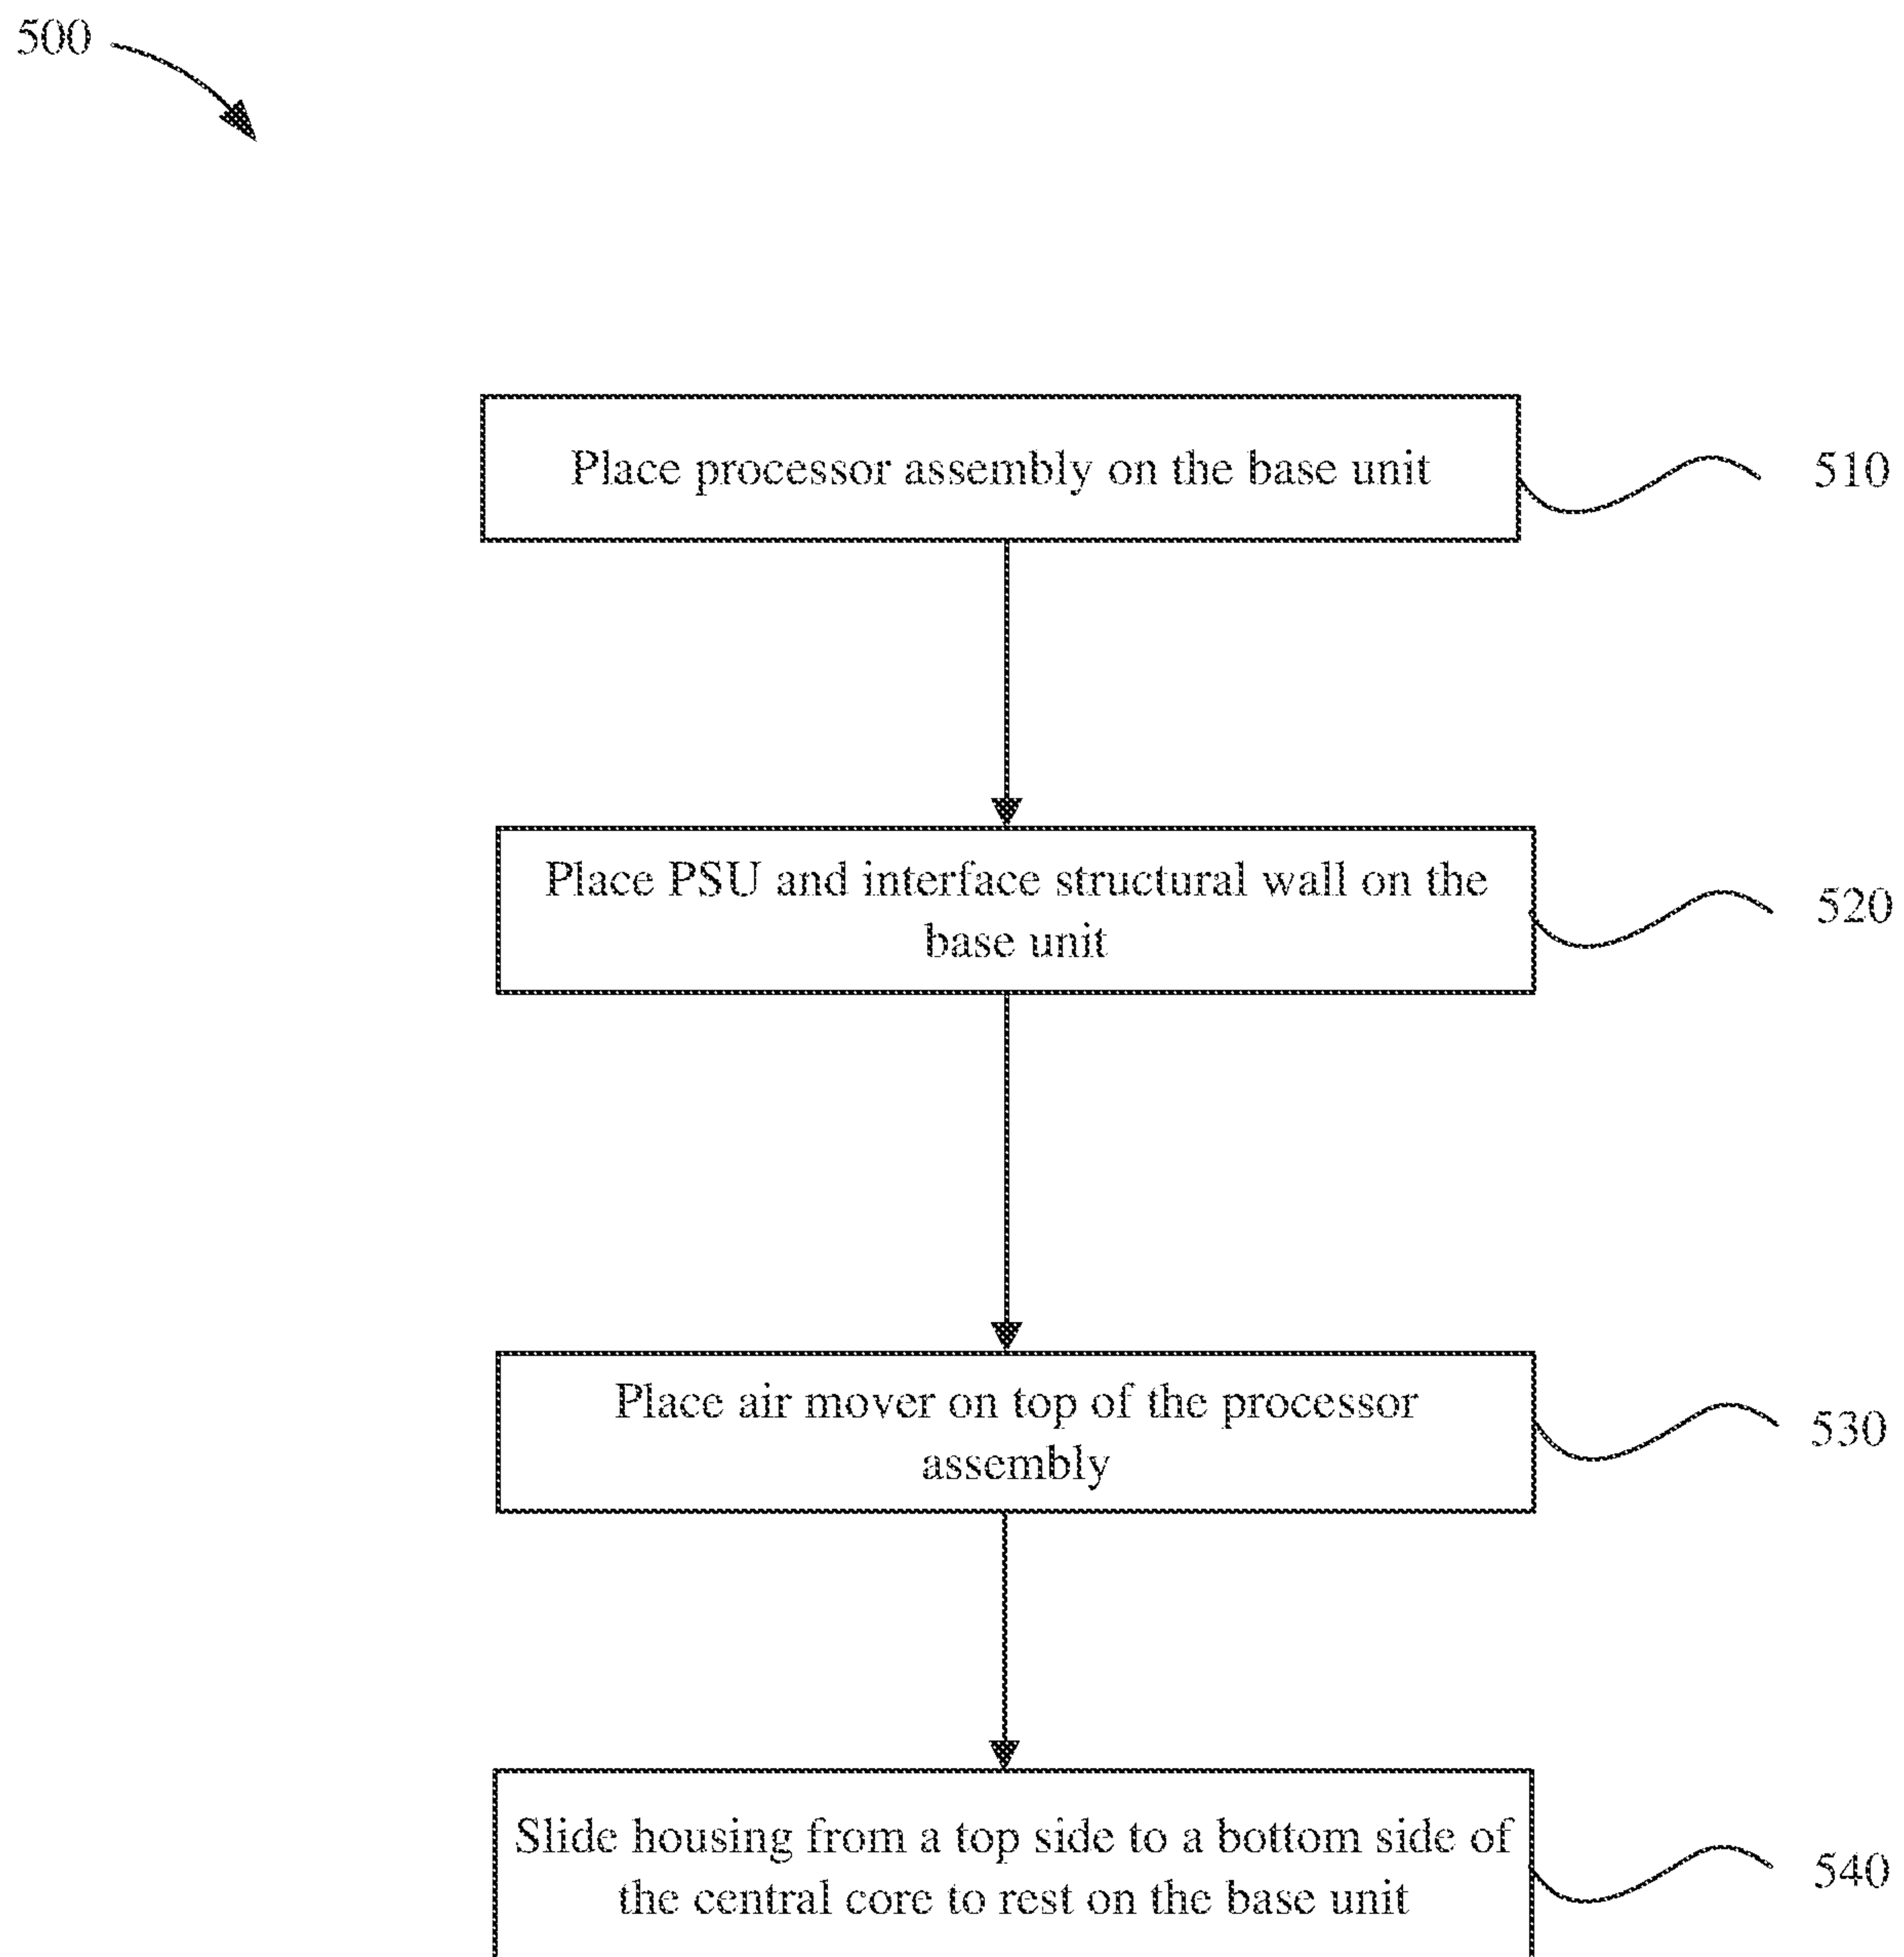 500
Place processor assembly on the base unit
510
Place PSU and interface structural wall on the
base unit
520
Place air mover on top of the processor
assembly
530
Slide housing from a top side to a bottom side of
the central core to rest on the base unit
540